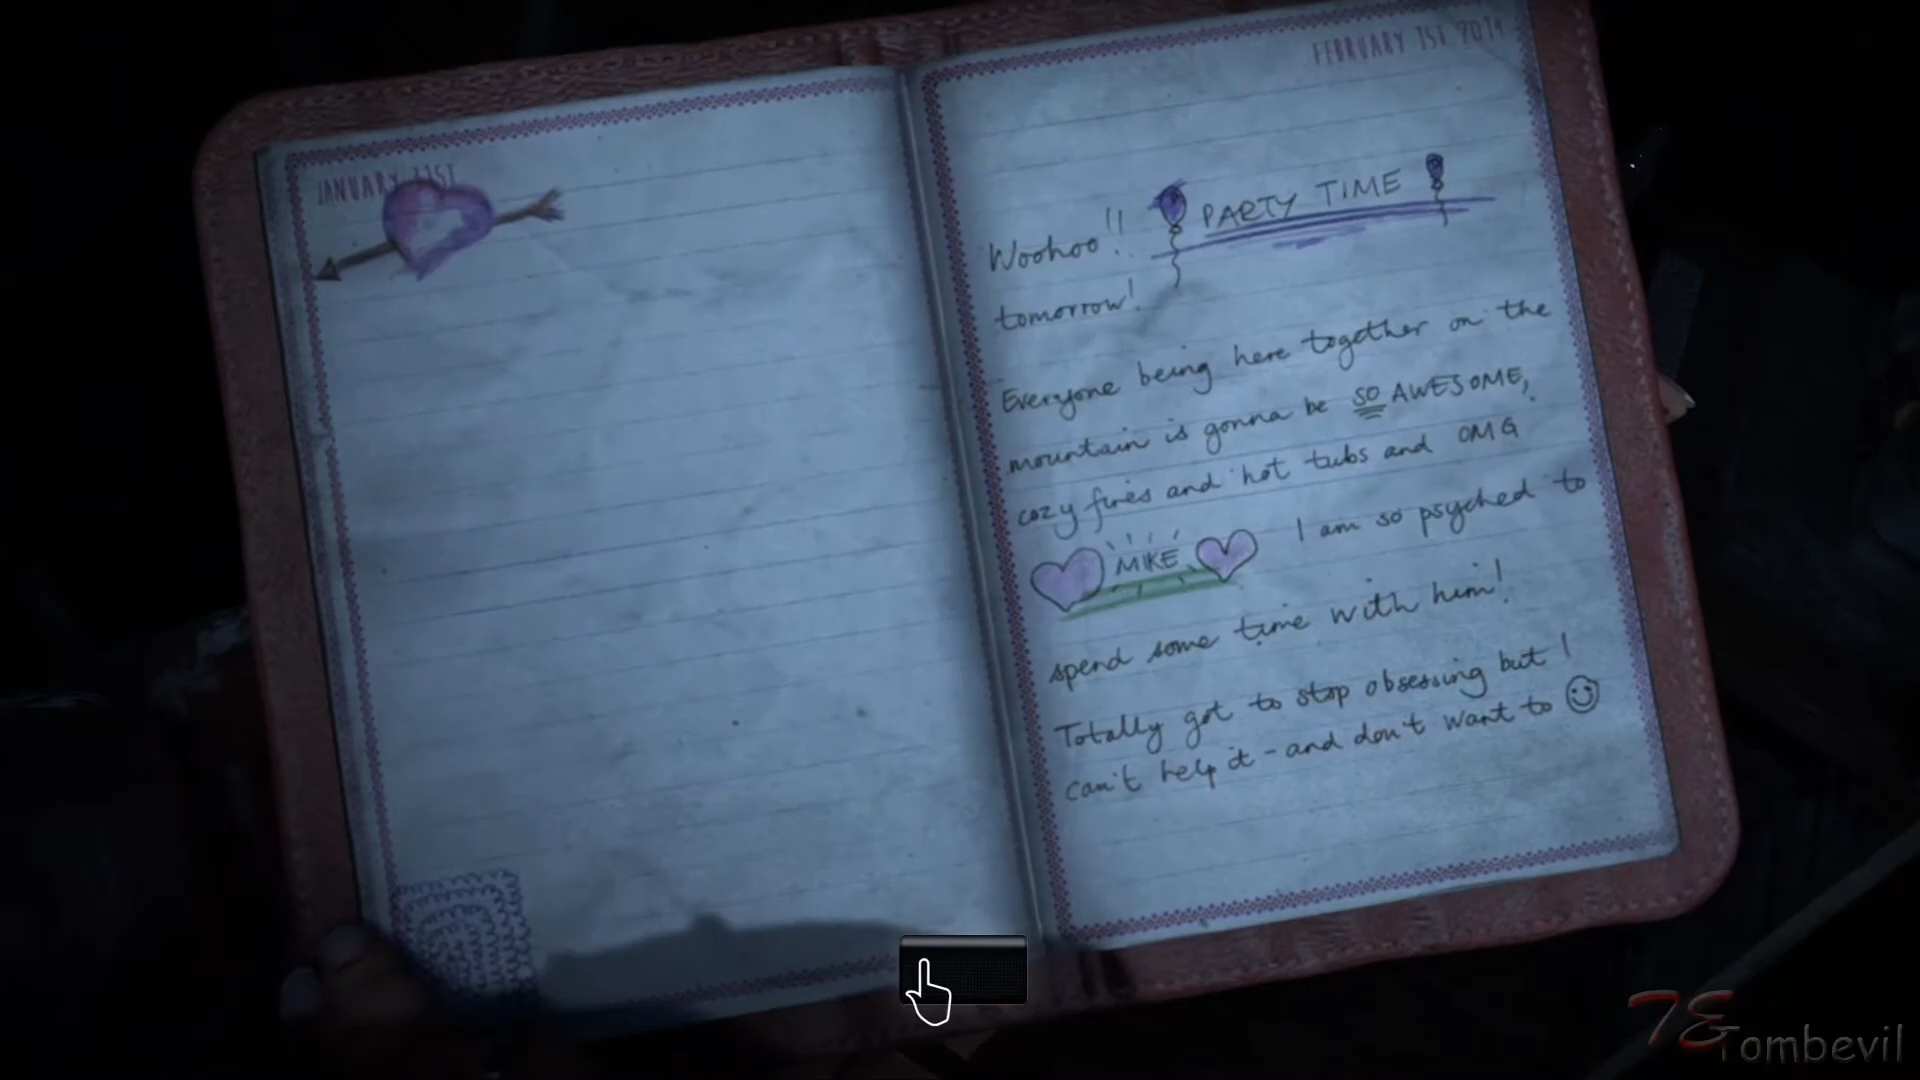 JANUARY 31ST
FEBRUARY 1ST 2014
Woohoo!! PARTY TIME
tomorrow!
Everyone being here together on the
mountain is gonna be SO AWESOME,
cozy fires and hot tubs and OMG
MIKE I am so psyched to
spend some time with him!
Totally got to stop obsessing but I
can't help it - and don't want to
TE
Tombevil